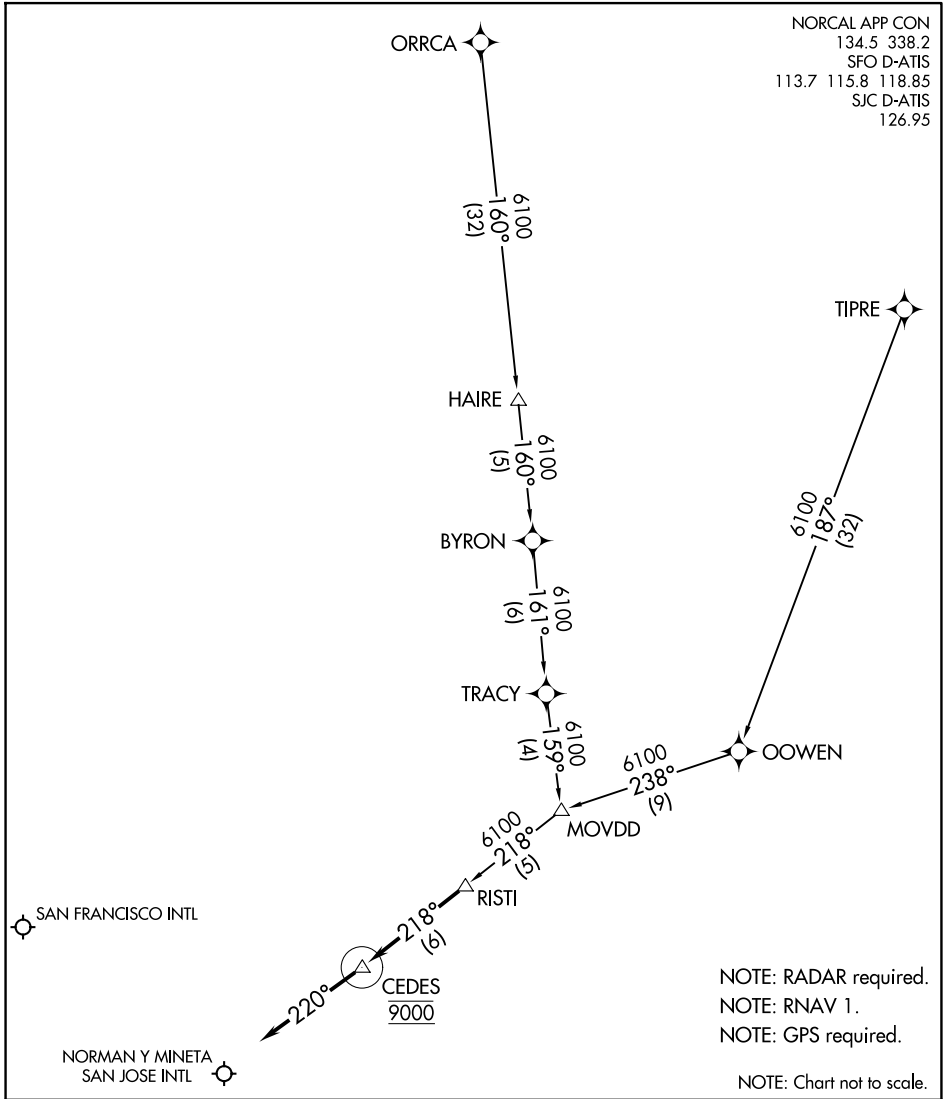 NORCAL APP CON
134.5 338.2
SFO D-ATIS
113.7 115.8 118.85
SJC D-ATIS
126.95
ORRCA
6100
160°
(32)
TIPRE
HAIRE
6100
160°
(5)
6100
187°
(32)
BYRON
6100
161°
(6)
TRACY
6100
159°
(4)
OOWEN
6100
238°
(9)
MOVDD
6100
218°
(5)
RISTI
SAN FRANCISCO INTL
218°
(6)
CEDES
9000
220°
NORMAN Y MINETA
SAN JOSE INTL
NOTE: RADAR required.
NOTE: RNAV 1.
NOTE: GPS required.
NOTE: Chart not to scale.